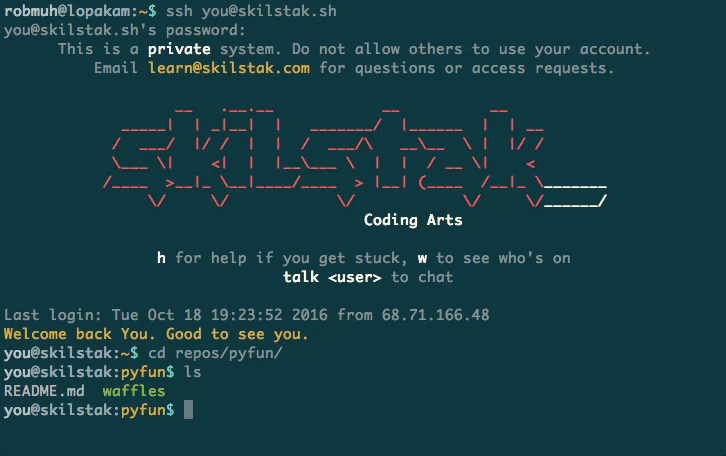 robmuh@lopakam:~$ ssh you@skilstak.sh
you@skilstak.sh's password:
This is a private system. Do not allow others to use your account.
Email learn@skilstak.com for questions or access requests.
skilstak
Coding Arts
h for help if you get stuck, w to see who's on
talk <user> to chat
Last login: Tue Oct 18 19:23:52 2016 from 68.71.166.48
Welcome back You. Good to see you.
you@skilstak:~$ cd repos/pyfun/
you@skilstak:pyfun$ ls
README.md waffles
you@skilstak:pyfun$